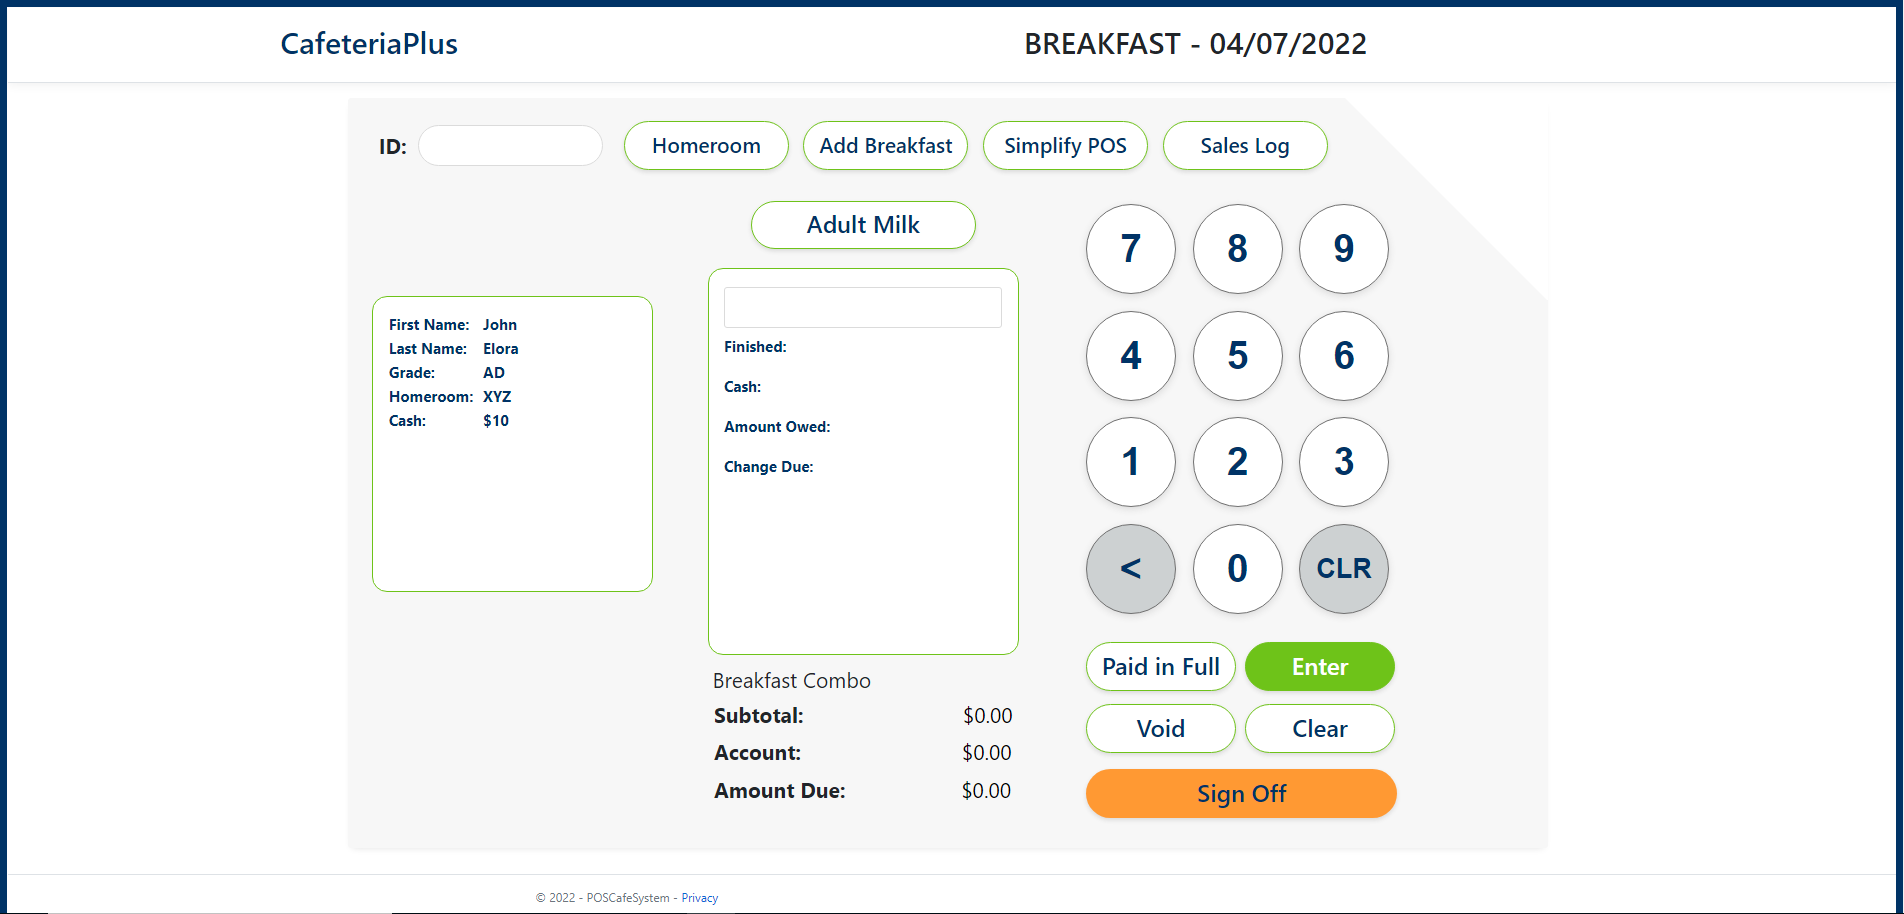 CafeteriaPlus
BREAKFAST - 04/07/2022
ID:
Homeroom
Add Breakfast
Simplify POS
Sales Log
Adult Milk
First Name: John
Last Name: Elora
Grade: AD
Homeroom: XYZ
Cash: $10
Finished:
Cash:
Amount Owed:
Change Due:
Breakfast Combo
Subtotal: $0.00
Account: $0.00
Amount Due: $0.00
7 8 9
4 5 6
1 2 3
< 0 CLR
Paid in Full
Enter
Void
Clear
Sign Off
© 2022 - POSCafeSystem - Privacy